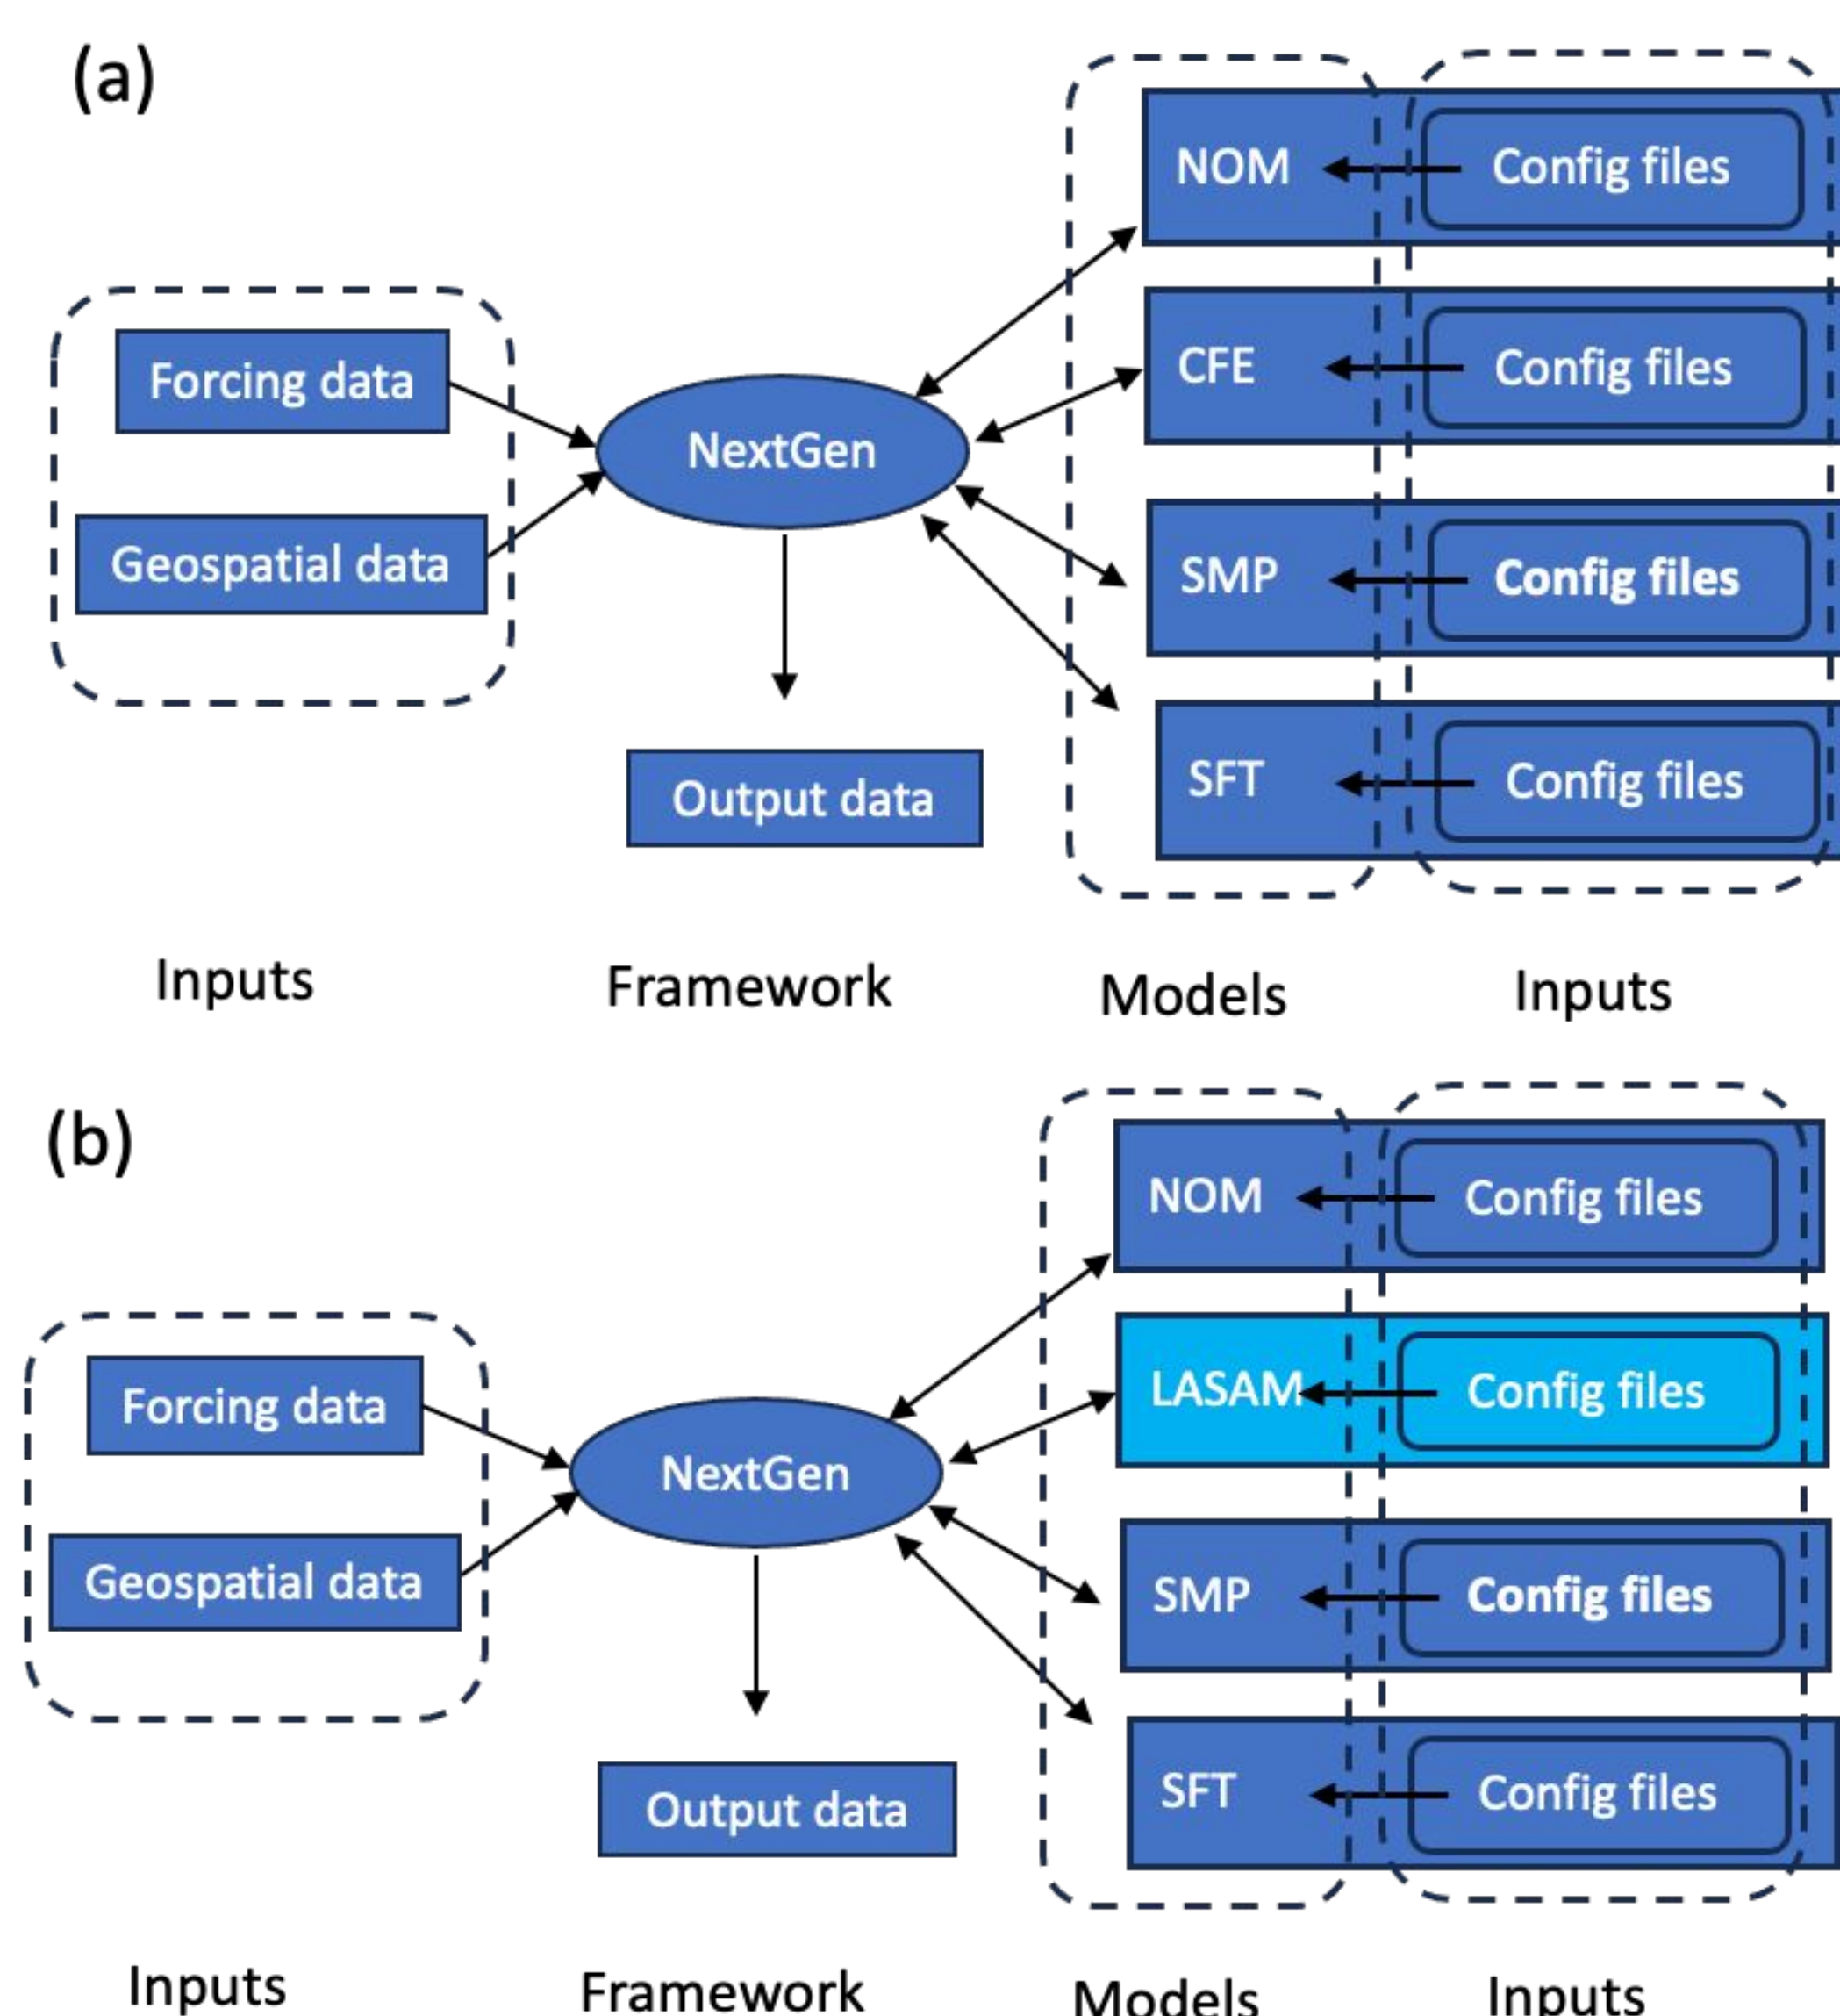 (a)
NOM
Config files
Forcing data
CFE
Config files
NextGen
Geospatial data
SMP
Config files
Output data
SFT
Config files
Inputs
Framework
Models
Inputs
(b)
NOM
Config files
Forcing data
LASAM
Config files
NextGen
Geospatial data
SMP
Config files
Output data
SFT
Config files
Inputs
Framework
Models
Inputs